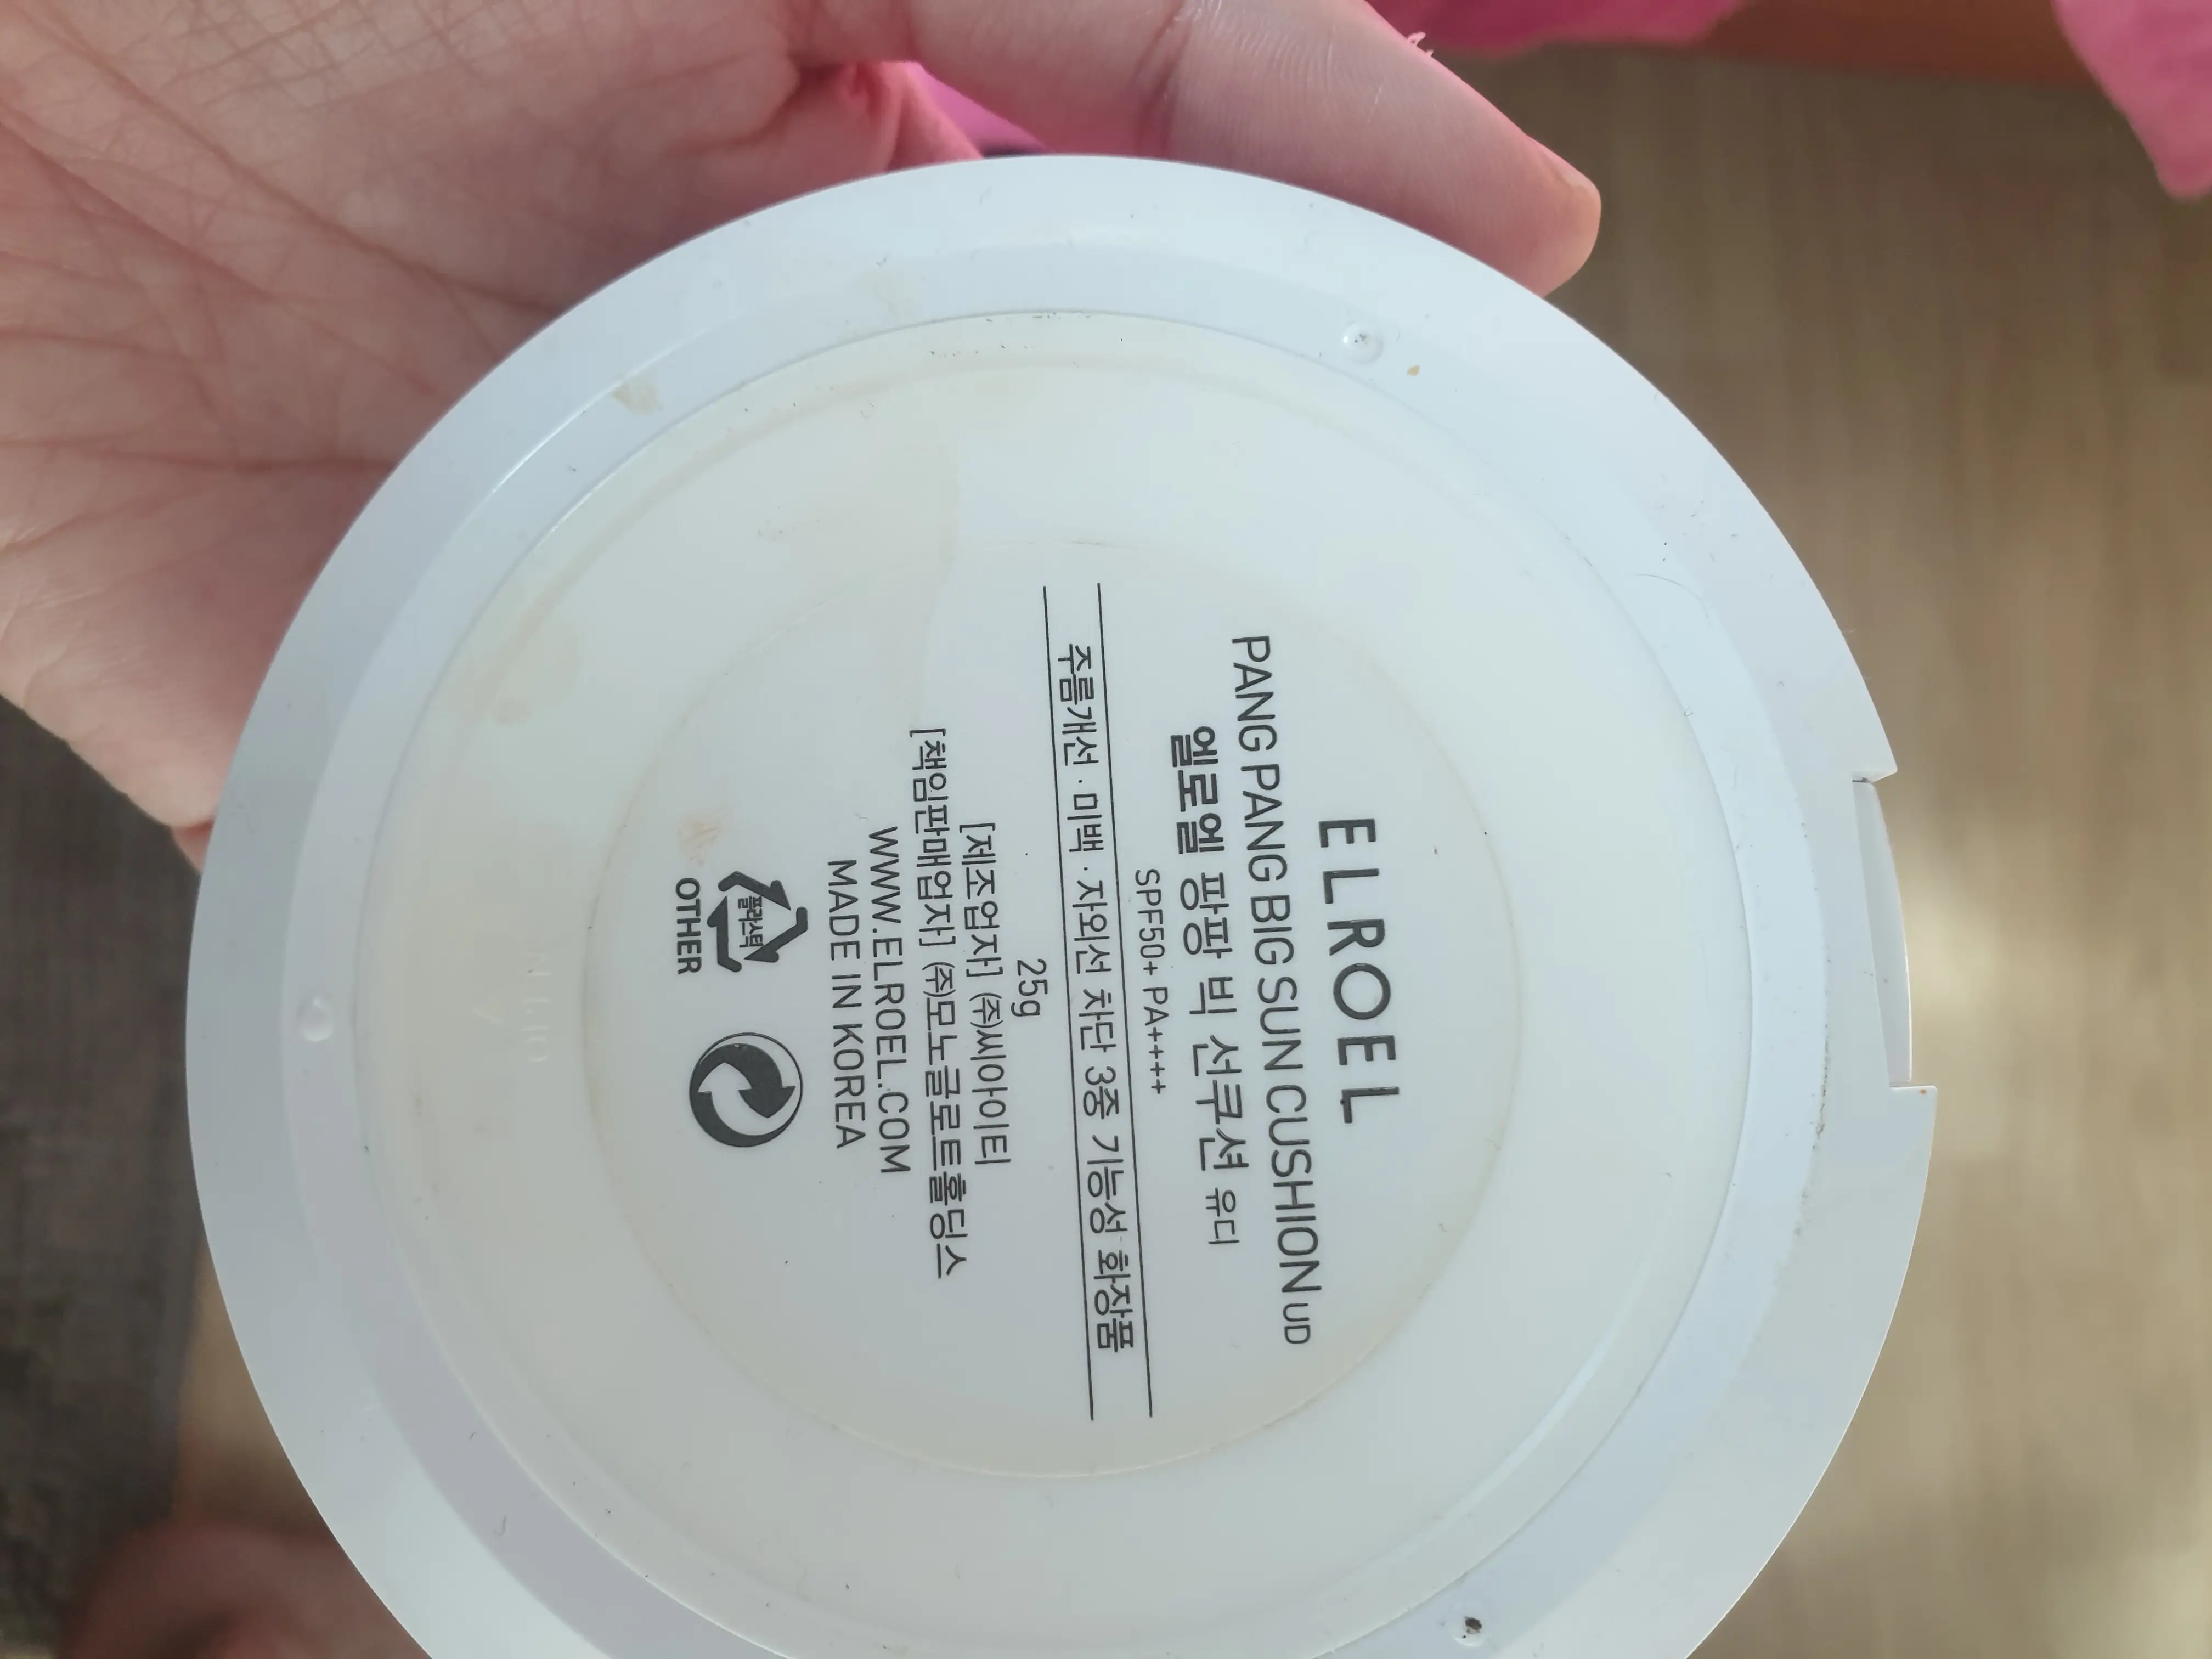 ELROEL
PANG PANG BIG SUN CUSHION UD
엘로엘 팡팡 빅 선쿠션 유디
SPF50+ PA++++
주름개선 · 미백 · 자외선 차단 3중 기능성 화장품
25g
[제조업자] (주)씨아이티
[책임판매업자] (주)모노글로트홀딩스
WWW.ELROEL.COM
MADE IN KOREA
플라스틱
OTHER